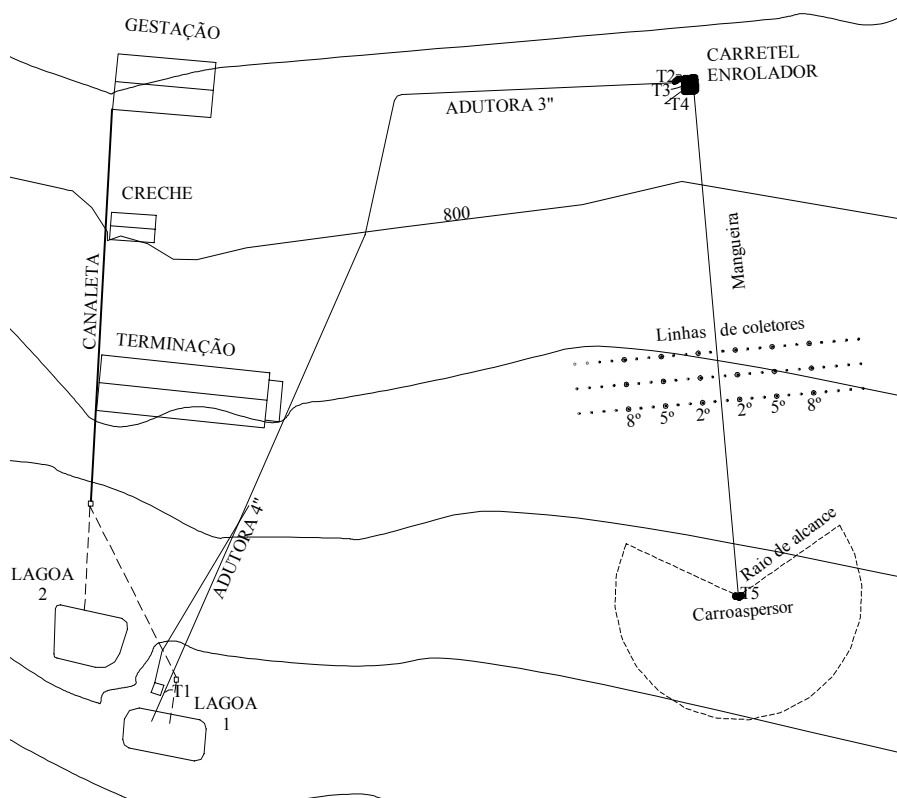 GESTAÇÃO
CARRETEL
ENROLADOR
T2
T3
T4
ADUTORA 3"
CRECHE
800
Mangueira
CANALETA
TERMINAÇÃO
Linhas de coletores
8º 5º 2º 2º 5º 8º
ADUTORA 4"
Raio de alcance
LAGOA
2
T5
Carroaspersor
T1
LAGOA
1